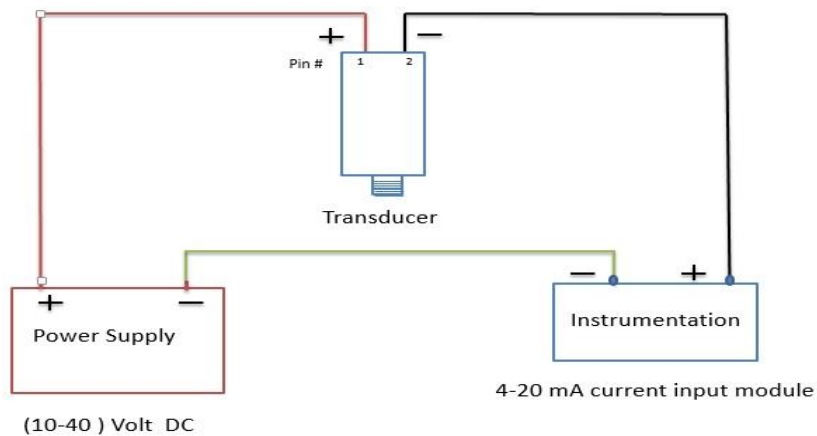 + −
Pin # 1 2
Transducer
+ −
Power Supply
(10-40 ) Volt DC
− +
Instrumentation
4-20 mA current input module